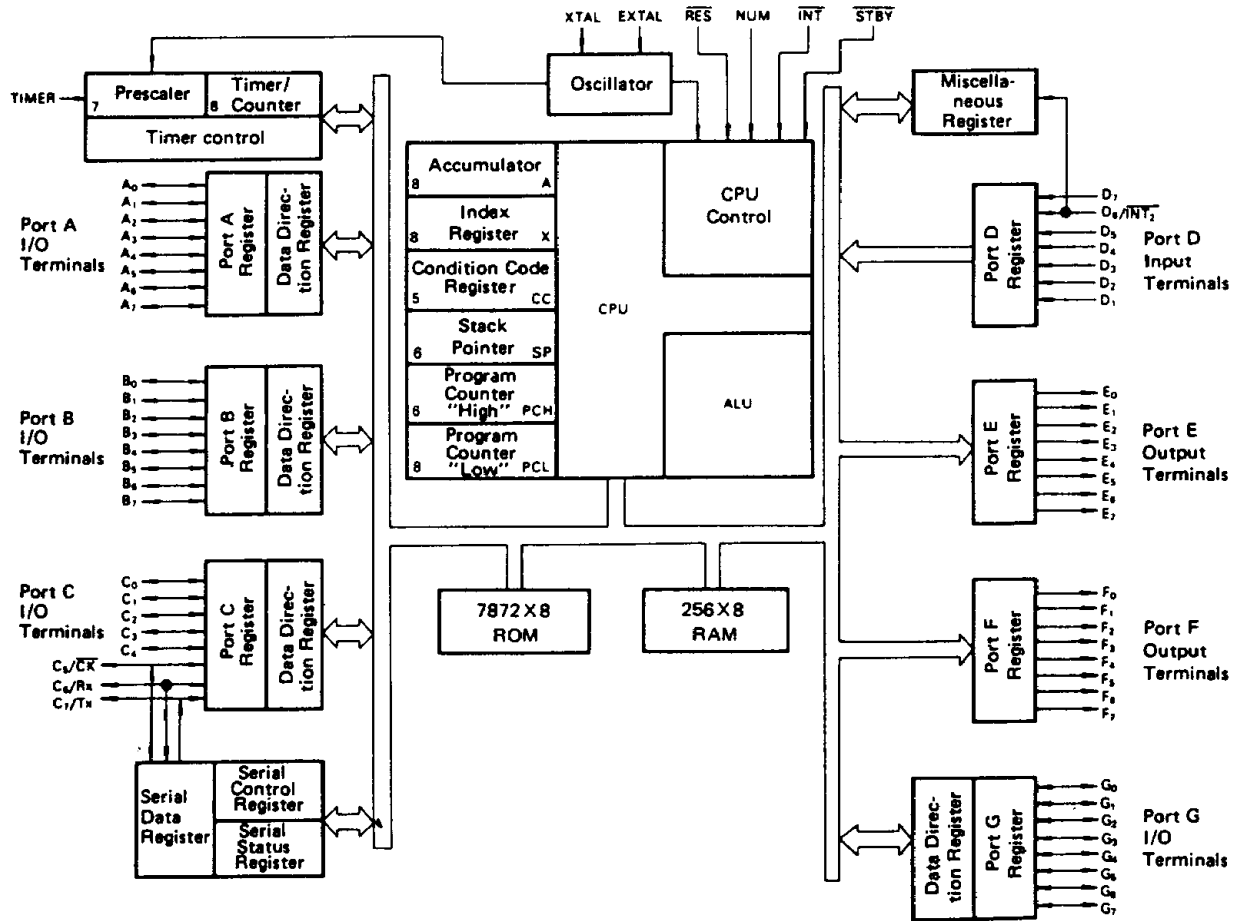 XTAL EXTAL RES NUM INT STBY
Oscillator
TIMER
7 Prescaler
Timer/
Counter
Timer control
Miscella-
neous
Register
8 Accumulator A
Index
8 Register X
Condition Code
Register
5 CC
Stack
6 Pointer SP
Program
Counter
6 "High" PCH
Program
Counter
8 "Low" PCL
CPU
CPU
Control
ALU
Port A
I/O
Terminals
A0
A1
A2
A3
A4
A5
A6
A7
Port A
Register
Data Direc-
tion Register
Port B
I/O
Terminals
B0
B1
B2
B3
B4
B5
B6
B7
Port B
Register
Data Direc-
tion Register
Port C
I/O
Terminals
C0
C1
C2
C3
C4
C5/CK
C6/Rx
C7/Tx
Port C
Register
Data Direc-
tion Register
Serial
Data
Register
Serial
Control
Register
Serial
Status
Register
7872X8
ROM
256X8
RAM
Port D
Register
D7
D6/INT2
D5
D4
D3
D2
D1
Port D
Input
Terminals
Port E
Register
E0
E1
E2
E3
E4
E5
E6
E7
Port E
Output
Terminals
Port F
Register
F0
F1
F2
F3
F4
F5
F6
F7
Port F
Output
Terminals
Data Direc-
tion Register
Port G
Register
G0
G1
G2
G3
G4
G5
G6
G7
Port G
I/O
Terminals